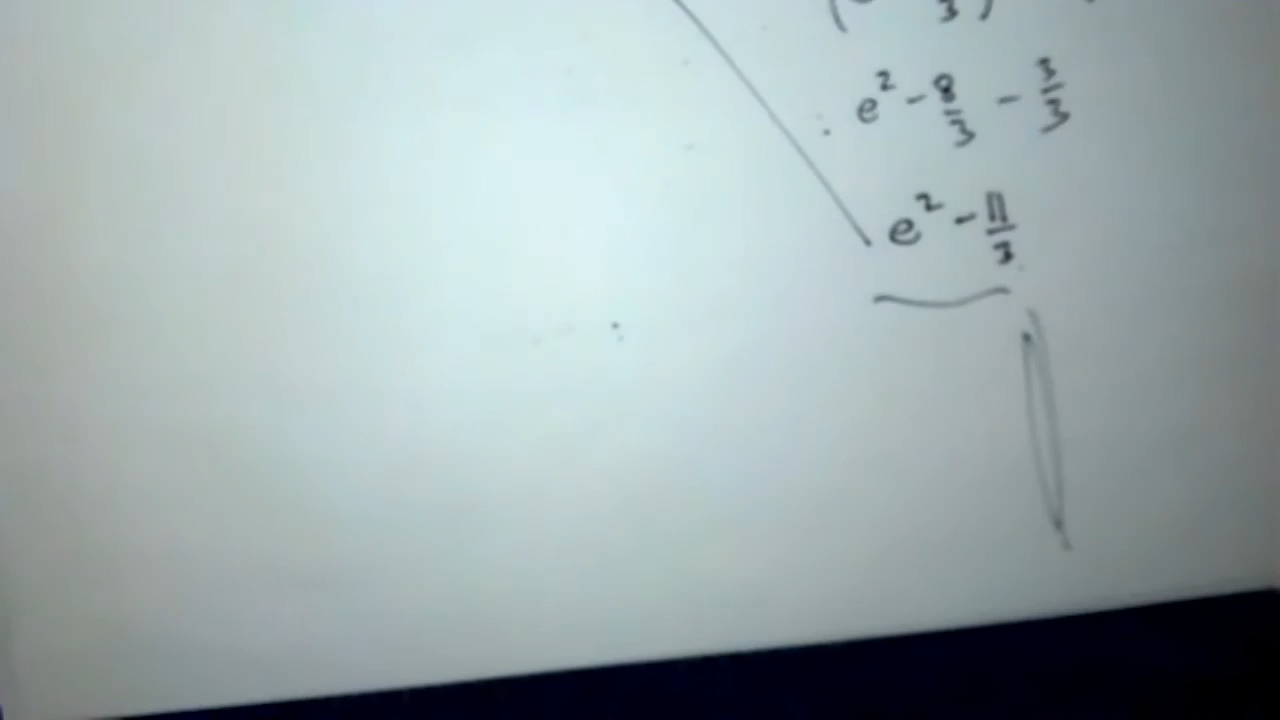 e² - 8/3 - 3/3
e² - 11/3